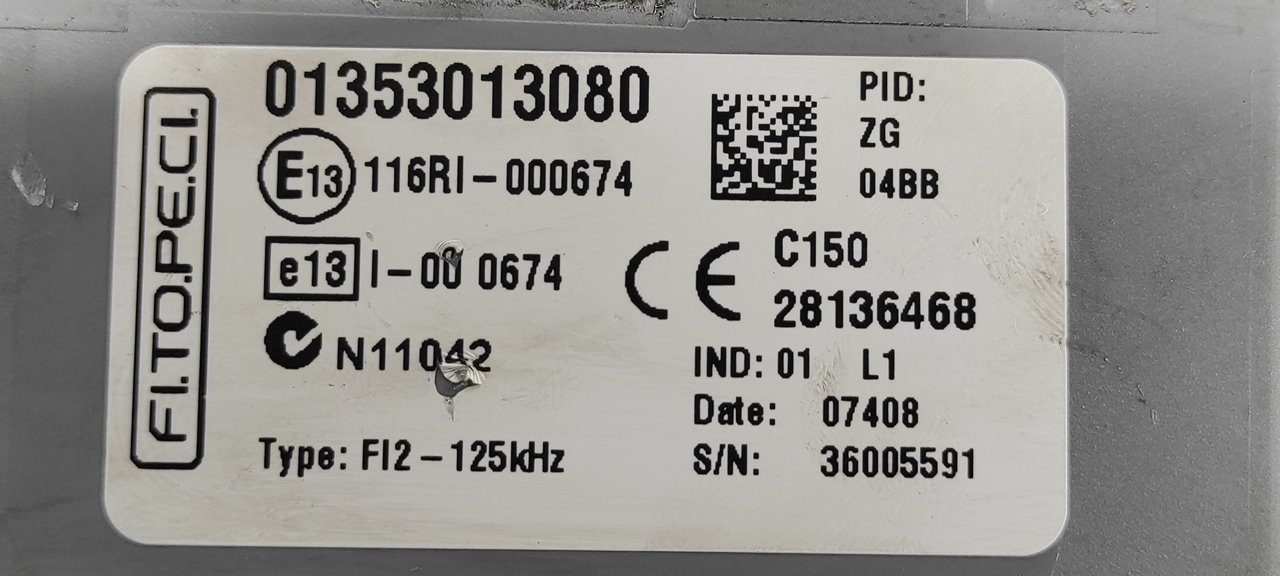 FI.TO.PE.C.I.
01353013080
E13 116RI-000674
e13 I-00 0674
N11042
Type: FI2-125kHz
PID:
ZG
04BB
CE C150
28136468
IND: 01 L1
Date: 07408
S/N: 36005591